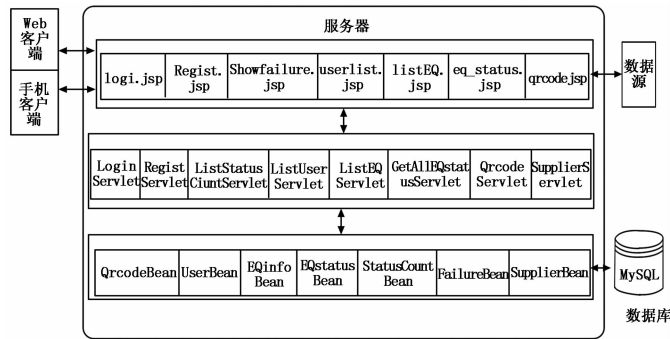 服务器
Web
客户端
手机
客户端
logi.jsp
Regist.
jsp
Showfailure.
jsp
userlist.
jsp
listEQ.
jsp
eq_status.
jsp
qrcodejsp
数据
源
Login
Servlet
Regist
Servlet
ListStatus
CiuntServlet
ListUser
Servlet
ListEQ
Servlet
GetAllEQstat
usServlet
Qrcode
Servlet
SupplierS
ervlet
QrcodeBean
UserBean
EQinfo
Bean
EQstatus
Bean
StatusCount
Bean
FailureBean
SupplierBean
MySQL
数据库